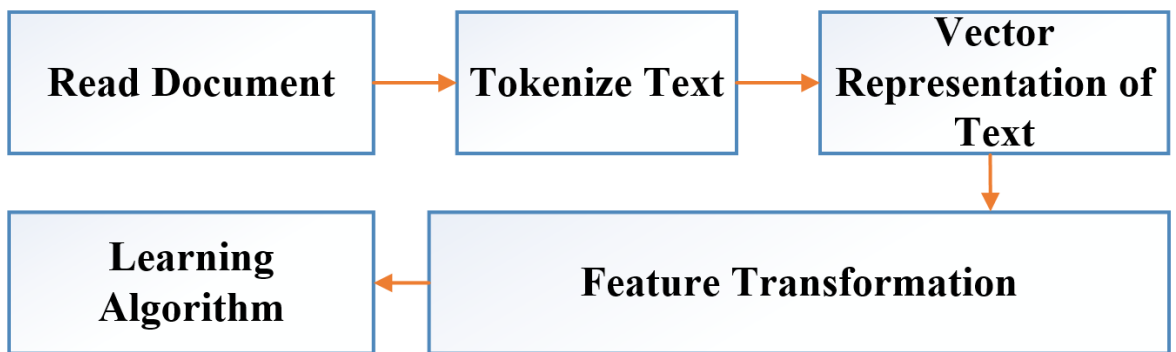 Read Document
Tokenize Text
Vector
Representation of
Text
Learning
Algorithm
Feature Transformation